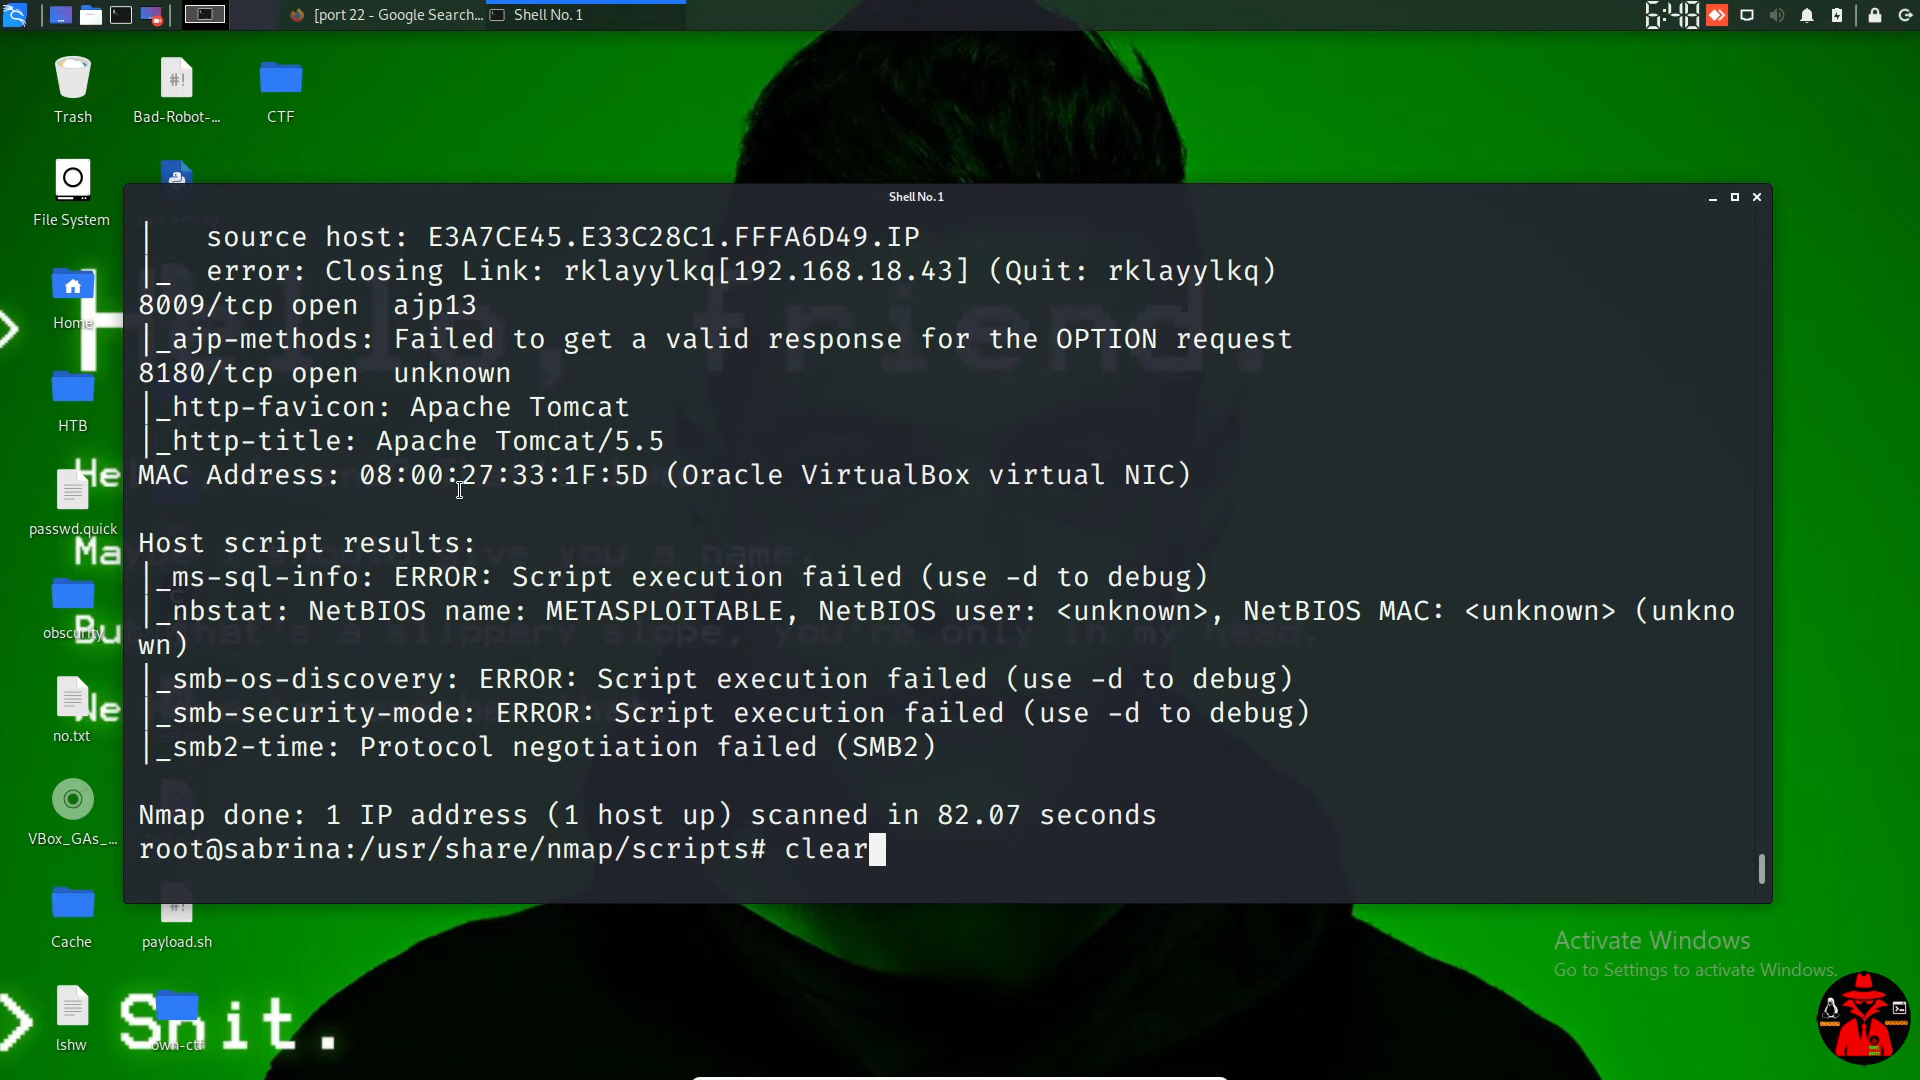 [port 22 - Google Search...
Shell No. 1
6:48
Trash
Bad-Robot-...
CTF
File System
Home
HTB
passwd.quick
obscurity
no.txt
VBox_GAs_...
Cache
payload.sh
lshw
own-ctf
Shell No.1
|   source host: E3A7CE45.E33C28C1.FFFA6D49.IP
|_  error: Closing Link: rklayylkq[192.168.18.43] (Quit: rklayylkq)
8009/tcp open  ajp13
|_ajp-methods: Failed to get a valid response for the OPTION request
8180/tcp open  unknown
|_http-favicon: Apache Tomcat
|_http-title: Apache Tomcat/5.5
MAC Address: 08:00:27:33:1F:5D (Oracle VirtualBox virtual NIC)
Host script results:
|_ms-sql-info: ERROR: Script execution failed (use -d to debug)
|_nbstat: NetBIOS name: METASPLOITABLE, NetBIOS user: <unknown>, NetBIOS MAC: <unknown> (unkno
wn)
|_smb-os-discovery: ERROR: Script execution failed (use -d to debug)
|_smb-security-mode: ERROR: Script execution failed (use -d to debug)
|_smb2-time: Protocol negotiation failed (SMB2)
Nmap done: 1 IP address (1 host up) scanned in 82.07 seconds
root@sabrina:/usr/share/nmap/scripts# clear
> Hello, friend.
> Shit.
Activate Windows
Go to Settings to activate Windows.